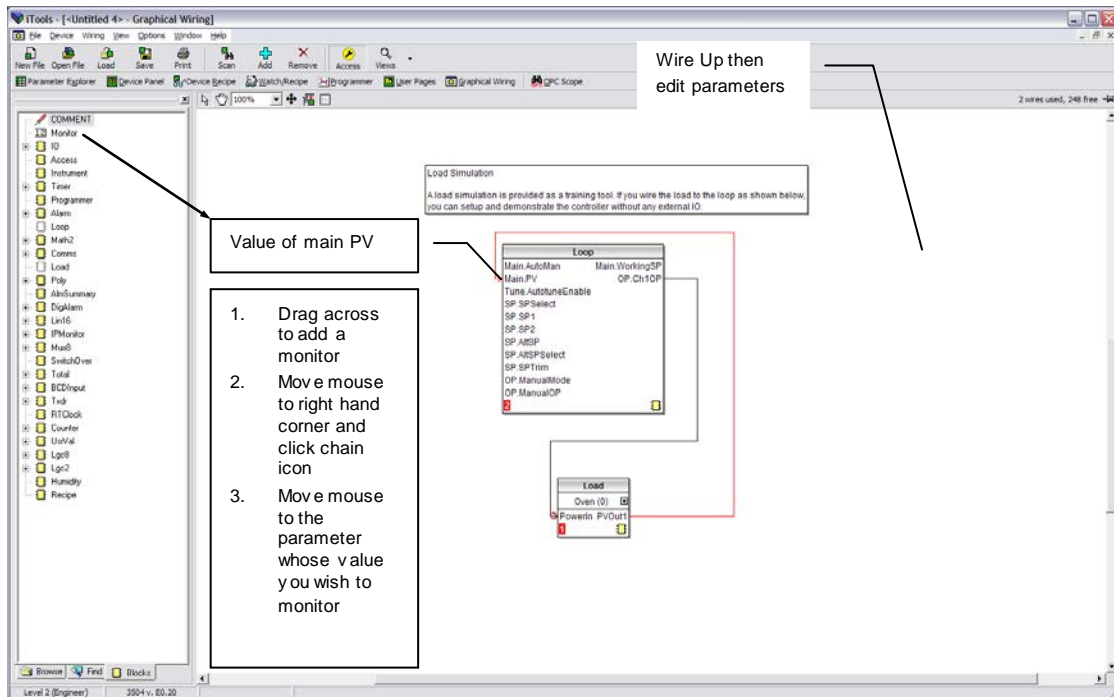 iTools - [<Untitled 4> - Graphical Wiring]
File Device Wiring View Options Window Help
New File Open File Load Save Print Scan Add Remove Access Views
Parameter Explorer Device Panel Device Recipe Watch/Recipe Programmer User Pages Graphical Wiring OPC Scope
100%
2 wires used, 248 free
COMMENT
Monitor
IO
Access
Instrument
Timer
Programmer
Alarm
Loop
Math2
Comms
Load
Poly
AlmSummary
DigAlarm
Lin16
IPMonitor
Mux8
SwitchOver
Total
BCDInput
Txdr
RTClock
Counter
UsrVal
Lgc8
Lgc2
Humidity
Recipe
Browse Find Blocks
Level 2 (Engineer) 3504 v. E0.20
Wire Up then
edit parameters
Load Simulation
A load simulation is provided as a training tool. If you wire the load to the loop as shown below,
you can setup and demonstrate the controller without any external IO.
Value of main PV
1. Drag across
to add a
monitor
2. Move mouse
to right hand
corner and
click chain
icon
3. Move mouse
to the
parameter
whose value
you wish to
monitor
Loop
Main.AutoMan Main.WorkingSP
Main.PV OP.Ch1OP
Tune.AutotuneEnable
SP.SPSelect
SP.SP1
SP.SP2
SP.AltSP
SP.AltSPSelect
SP.SPTrim
OP.ManualMode
OP.ManualOP
2
Load
Oven (0)
PowerIn PVOut1
1